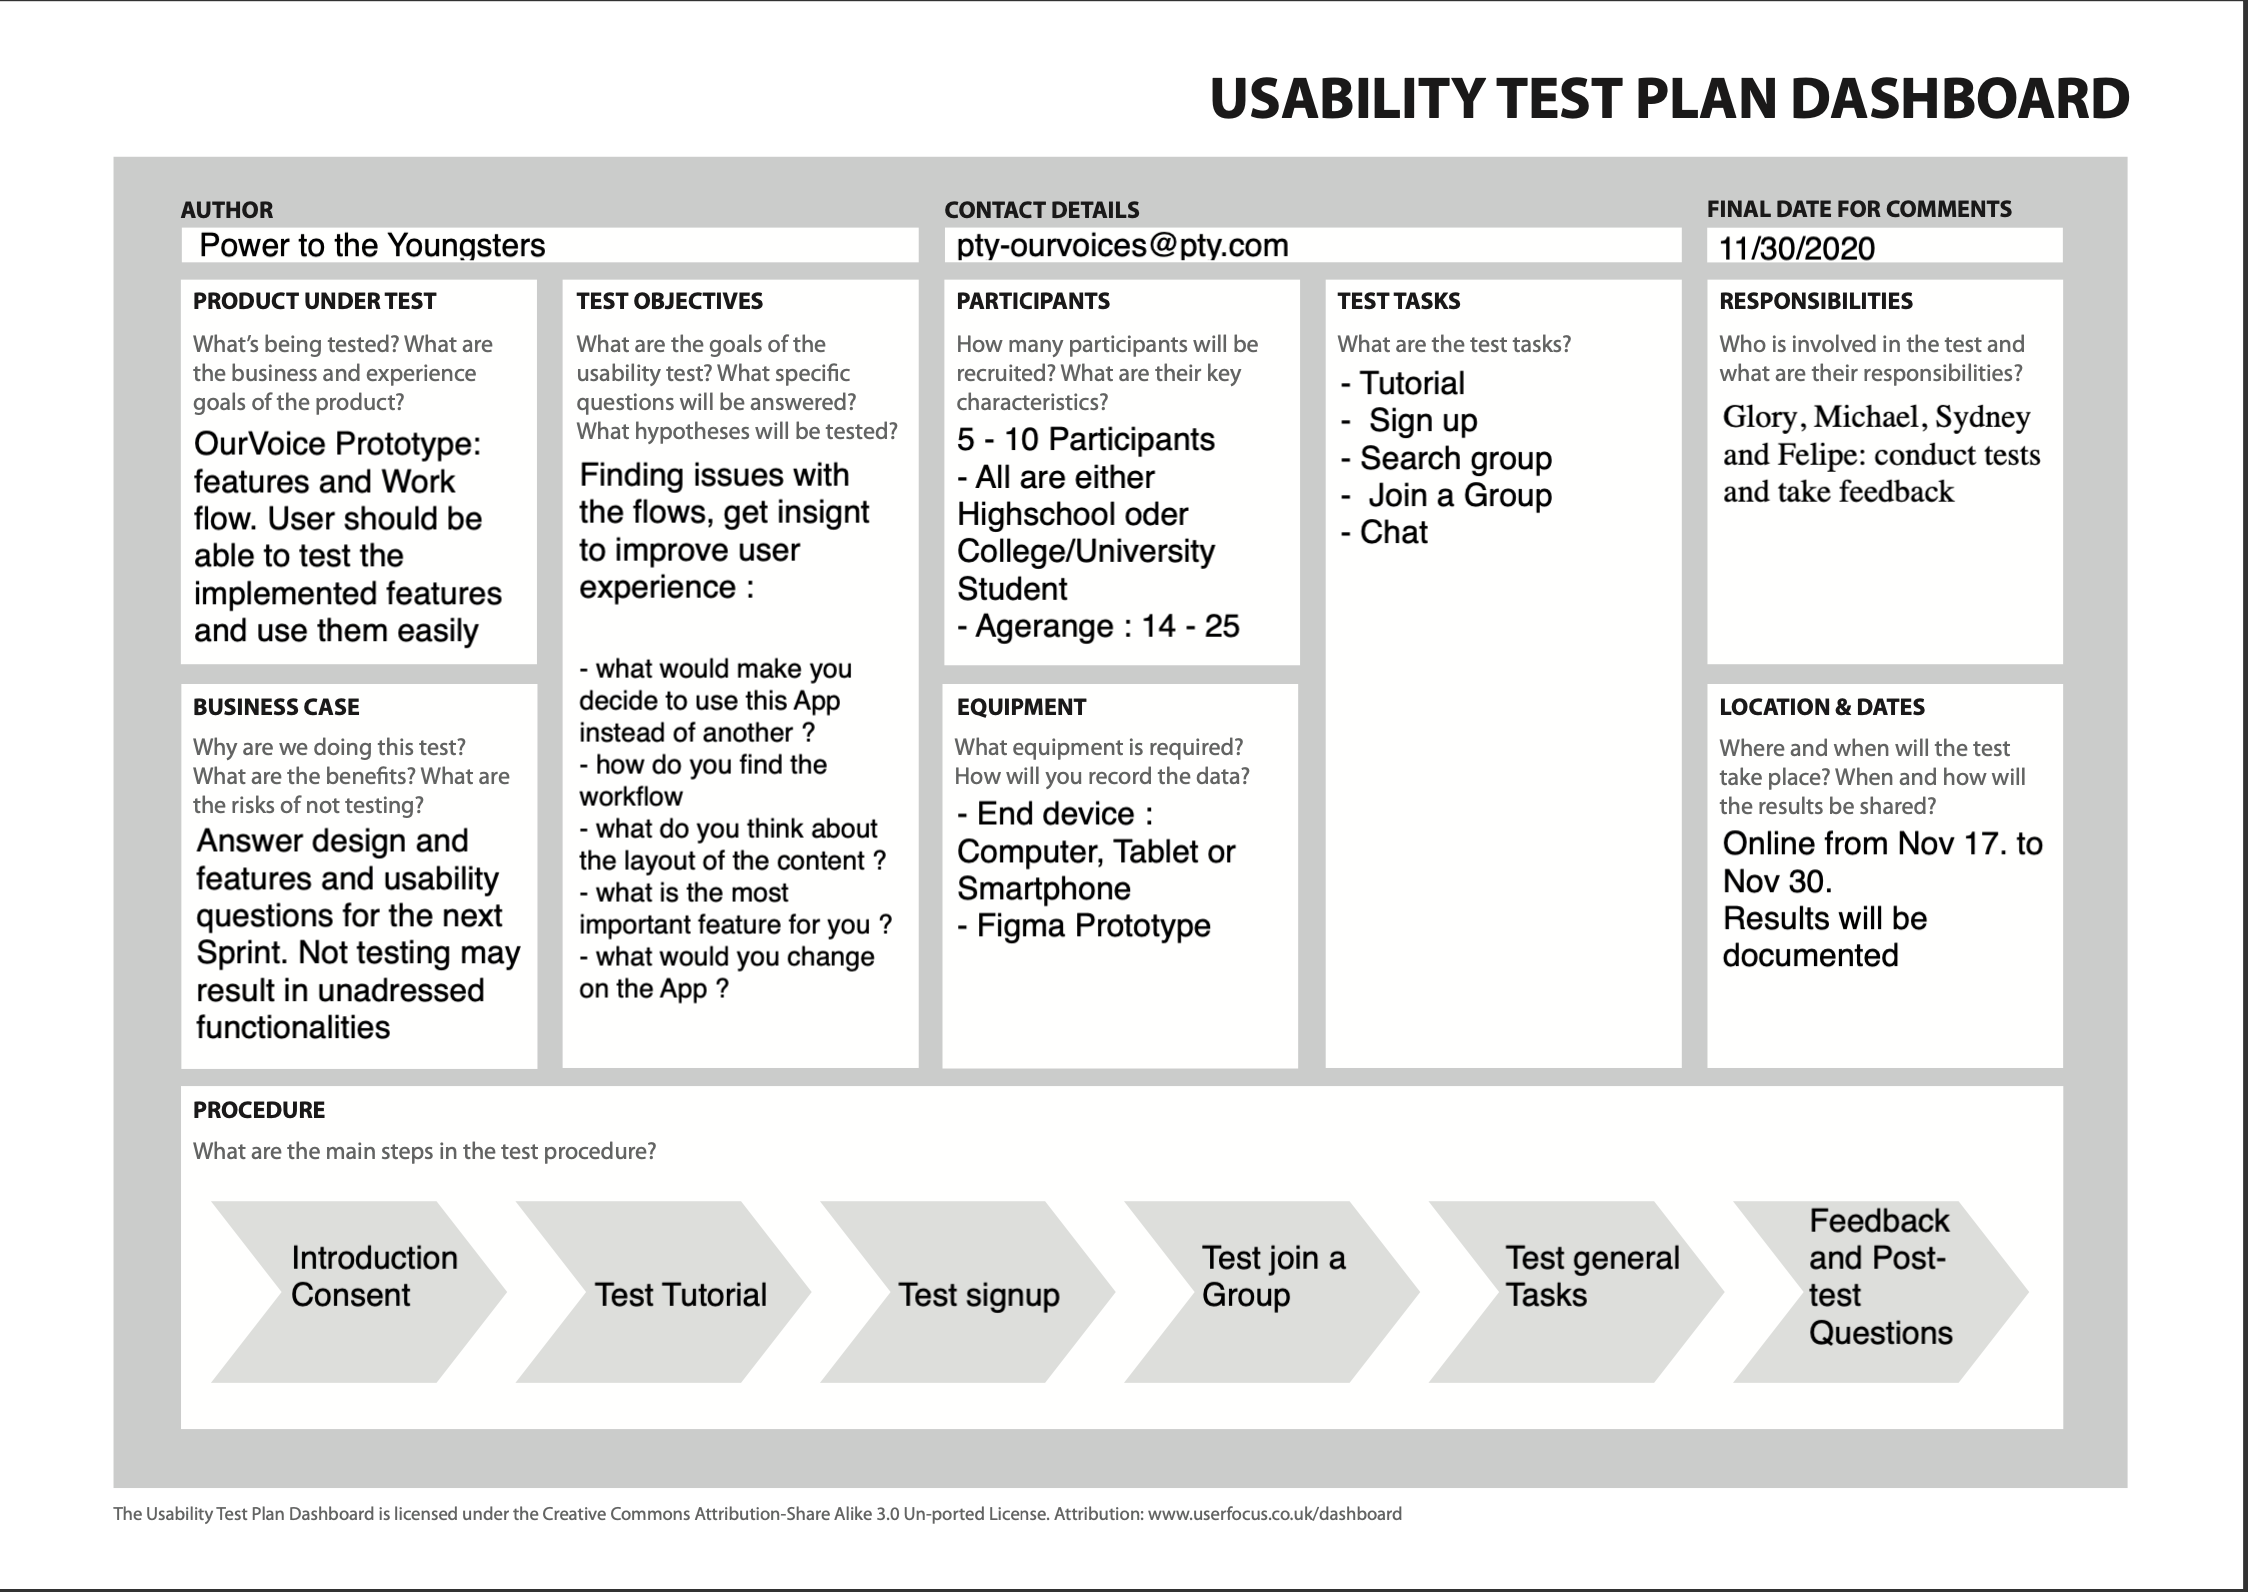 USABILITY TEST PLAN DASHBOARD
AUTHOR
Power to the Youngsters
CONTACT DETAILS
pty-ourvoices@pty.com
FINAL DATE FOR COMMENTS
11/30/2020
PRODUCT UNDER TEST
What's being tested? What are
the business and experience
goals of the product?
OurVoice Prototype:
features and Work
flow. User should be
able to test the
implemented features
and use them easily
BUSINESS CASE
Why are we doing this test?
What are the benefits? What are
the risks of not testing?
Answer design and
features and usability
questions for the next
Sprint. Not testing may
result in unadressed
functionalities
TEST OBJECTIVES
What are the goals of the
usability test? What specific
questions will be answered?
What hypotheses will be tested?
Finding issues with
the flows, get insignt
to improve user
experience :
- what would make you
decide to use this App
instead of another ?
- how do you find the
workflow
- what do you think about
the layout of the content ?
- what is the most
important feature for you ?
- what would you change
on the App ?
PARTICIPANTS
How many participants will be
recruited? What are their key
characteristics?
5 - 10 Participants
- All are either
Highschool oder
College/University
Student
- Agerange : 14 - 25
EQUIPMENT
What equipment is required?
How will you record the data?
- End device :
Computer, Tablet or
Smartphone
- Figma Prototype
TEST TASKS
What are the test tasks?
- Tutorial
- Sign up
- Search group
- Join a Group
- Chat
RESPONSIBILITIES
Who is involved in the test and
what are their responsibilities?
Glory, Michael, Sydney
and Felipe: conduct tests
and take feedback
LOCATION & DATES
Where and when will the test
take place? When and how will
the results be shared?
Online from Nov 17. to
Nov 30.
Results will be
documented
PROCEDURE
What are the main steps in the test procedure?
Introduction
Consent
Test Tutorial
Test signup
Test join a
Group
Test general
Tasks
Feedback
and Post-
test
Questions
The Usability Test Plan Dashboard is licensed under the Creative Commons Attribution-Share Alike 3.0 Un-ported License. Attribution: www.userfocus.co.uk/dashboard